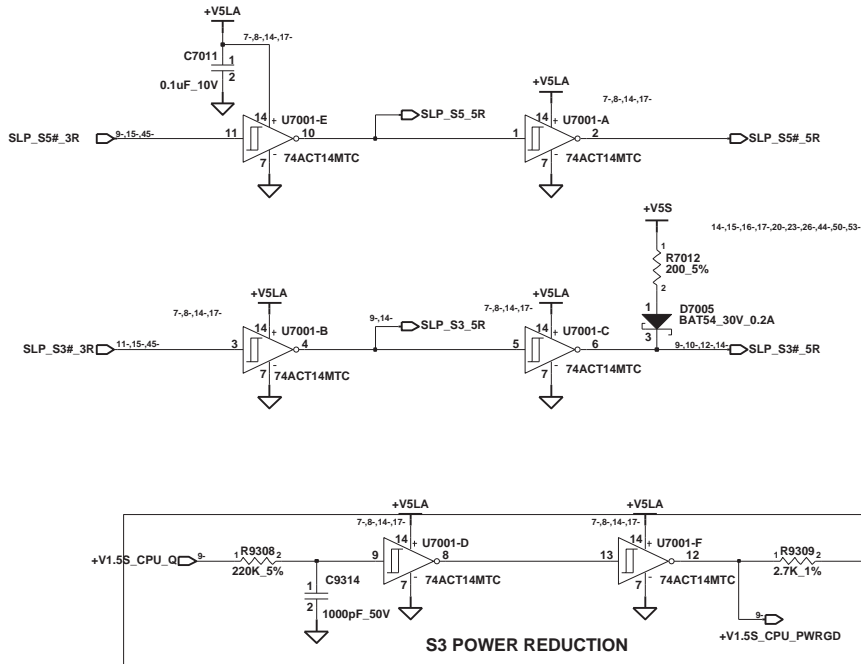 +V5LA
7-,8-,14-,17-
C7011
1
2
0.1uF_10V
+V5LA
7-,8-,14-,17-
14
+
U7001-E
SLP_S5_5R
14
+
U7001-A
SLP_S5#_3R
9-,15-,45-
11
10
1
2
SLP_S5#_5R
7
-
74ACT14MTC
7
-
74ACT14MTC
+V5S
14-,15-,16-,17-,20-,23-,26-,44-,50-,53-
1
R7012
200_5%
2
+V5LA
7-,8-,14-,17-
+V5LA
7-,8-,14-,17-
9-,14-
SLP_S3_5R
1
D7005
BAT54_30V_0.2A
3
14
+
U7001-B
14
+
U7001-C
SLP_S3#_3R
11-,15-,45-
3
4
5
6
9-,10-,12-,14-
SLP_S3#_5R
7
-
74ACT14MTC
7
-
74ACT14MTC
+V5LA
7-,8-,14-,17-
+V5LA
7-,8-,14-,17-
14
+
U7001-D
14
+
U7001-F
+V1.5S_CPU_Q
9-
1
R9308
2
220K_5%
9
8
13
12
1
R9309
2
2.7K_1%
C9314
1
2
1000pF_50V
7
-
74ACT14MTC
7
-
74ACT14MTC
9-
+V1.5S_CPU_PWRGD
S3 POWER REDUCTION